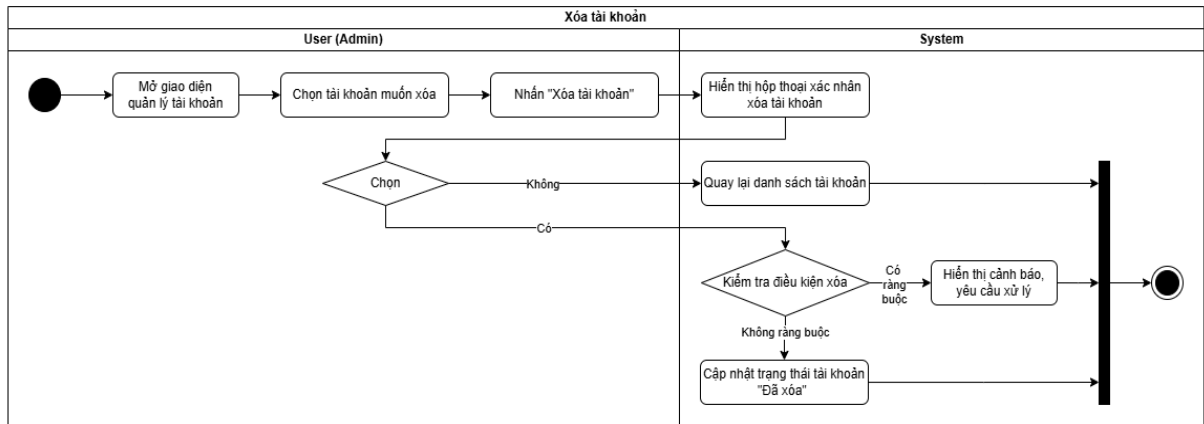 Xóa tài khoản
User (Admin)
System
Mở giao diện
quản lý tài khoản
Chọn tài khoản muốn xóa
Nhấn "Xóa tài khoản"
Hiển thị hộp thoại xác nhận
xóa tài khoản
Chọn
Không
Quay lại danh sách tài khoản
Có
Kiểm tra điều kiện xóa
Có
ràng
buộc
Hiển thị cảnh báo,
yêu cầu xử lý
Không ràng buộc
Cập nhật trạng thái tài khoản
"Đã xóa"